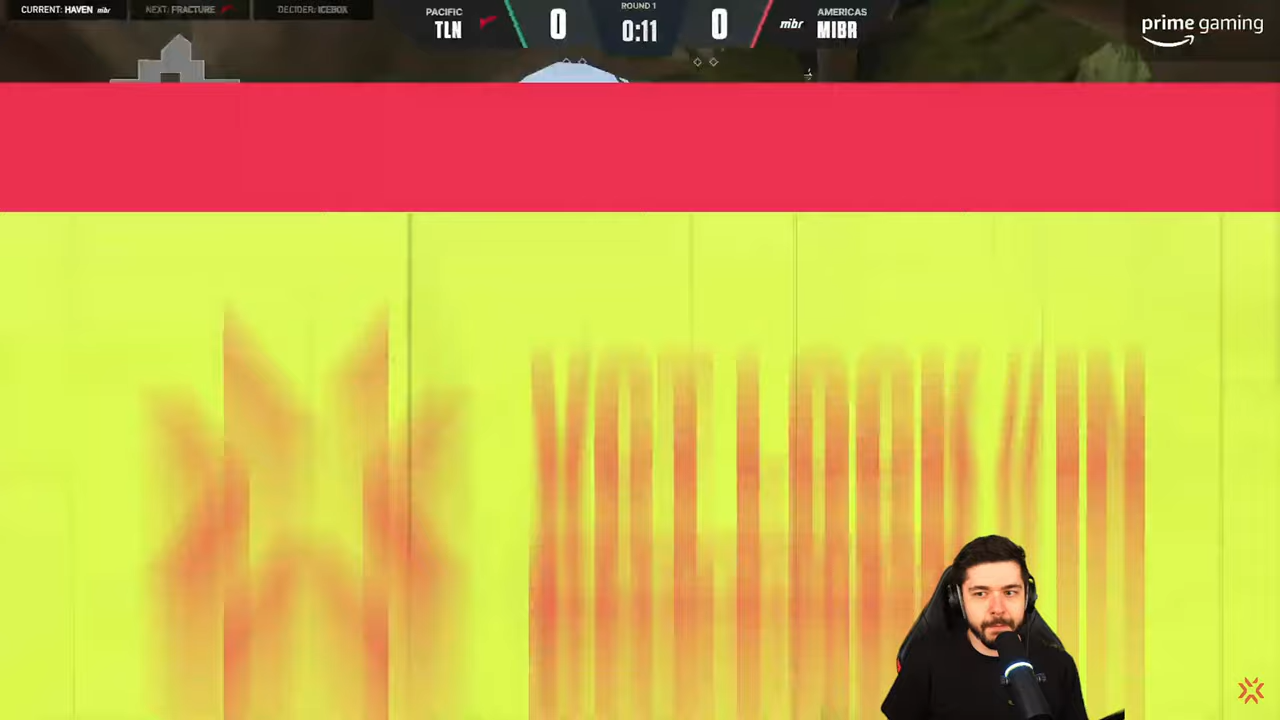 CURRENT: HAVEN mibr
NEXT: FRACTURE
DECIDER: ICEBOX
PACIFIC
TLN
0
ROUND 1
0:11
0
mibr
AMERICAS
MIBR
prime gaming